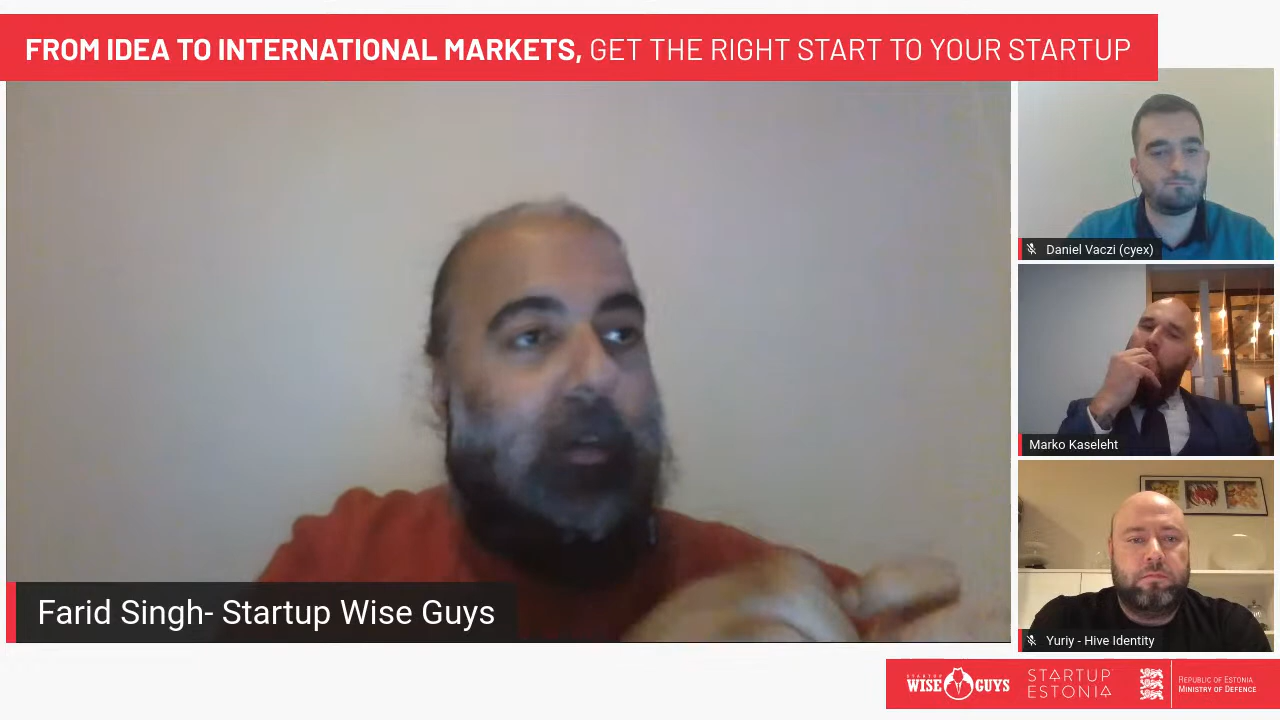 FROM IDEA TO INTERNATIONAL MARKETS, GET THE RIGHT START TO YOUR STARTUP
Daniel Vaczi (cyex)
Marko Kaseleht
Farid Singh- Startup Wise Guys
Yuriy - Hive Identity
STARTUP
WISE GUYS
STARTUP
ESTONIA
REPUBLIC OF ESTONIA
MINISTRY OF DEFENCE